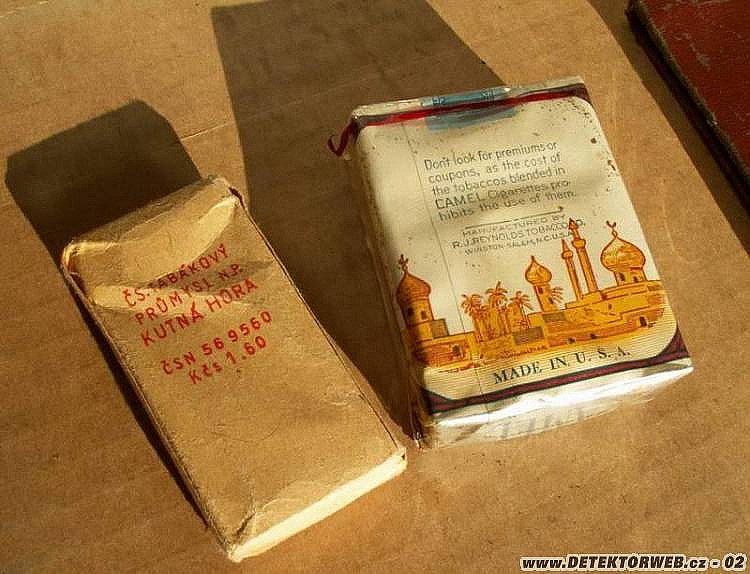 ČS. TABÁKOVÝ
PRŮMYSL N.P.
KUTNÁ HORA
ČSN 56 9560
Kčs 1.60
Don't look for premiums or
coupons, as the cost of
the tobaccos blended in
CAMEL Cigarettes pro-
hibits the use of them.
MANUFACTURED BY
R.J. REYNOLDS TOBACCO CO.
WINSTON-SALEM, N.C. U.S.A.
MADE IN U. S. A.
www.DETEKTORWEB.cz - 02